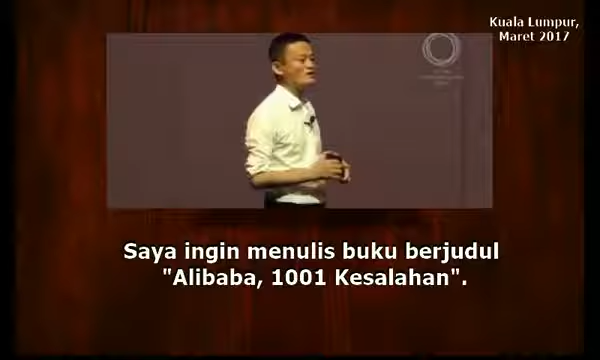 Kuala Lumpur,
Maret 2017
Saya ingin menulis buku berjudul
"Alibaba, 1001 Kesalahan".